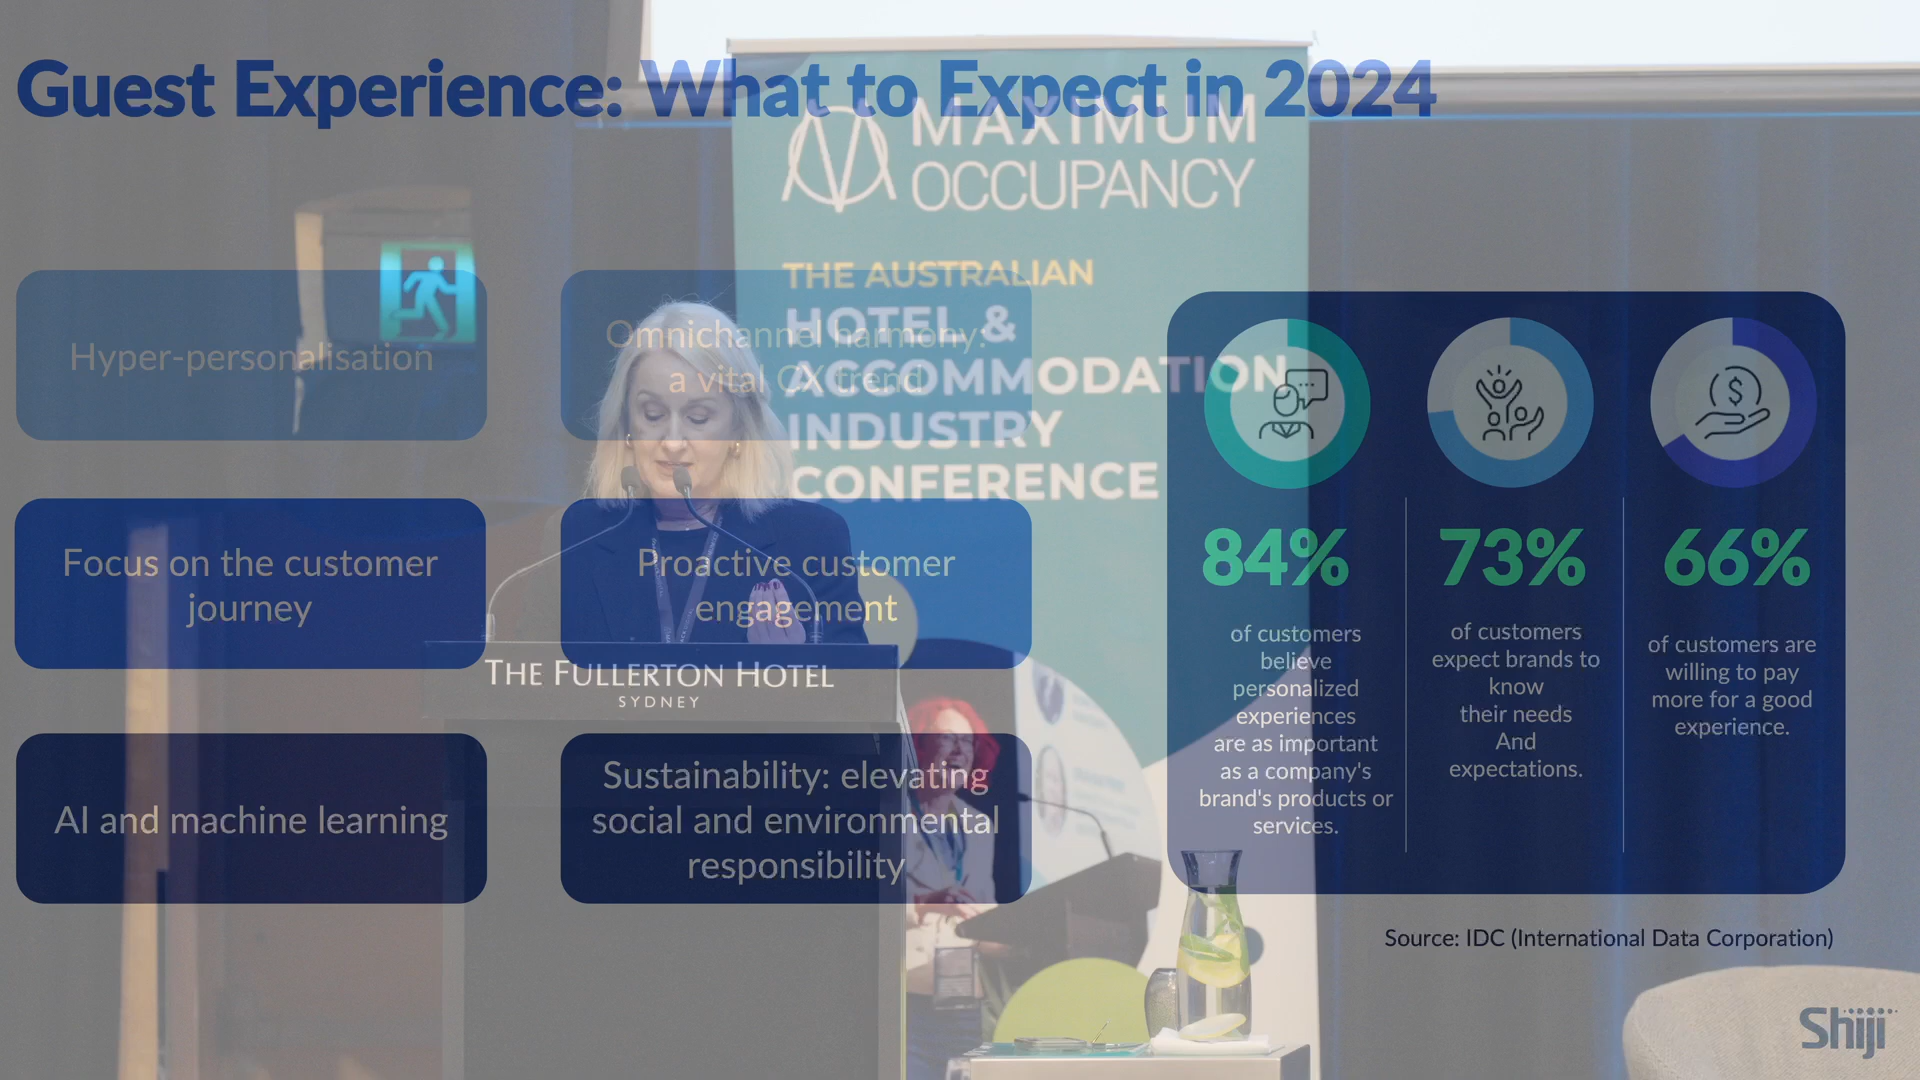 Guest Experience: What to Expect in 2024
MAXIMUM
OCCUPANCY
THE AUSTRALIAN
HOTEL &
ACCOMMODATION
INDUSTRY
CONFERENCE
Hyper-personalisation
Omnichannel harmony:
a vital CX trend
Focus on the customer
journey
Proactive customer
engagement
THE FULLERTON HOTEL
SYDNEY
AI and machine learning
Sustainability: elevating
social and environmental
responsibility
84%
of customers
believe
personalized
experiences
are as important
as a company's
brand's products or
services.
73%
of customers
expect brands to
know
their needs
And
expectations.
66%
of customers are
willing to pay
more for a good
experience.
Source: IDC (International Data Corporation)
Shiji